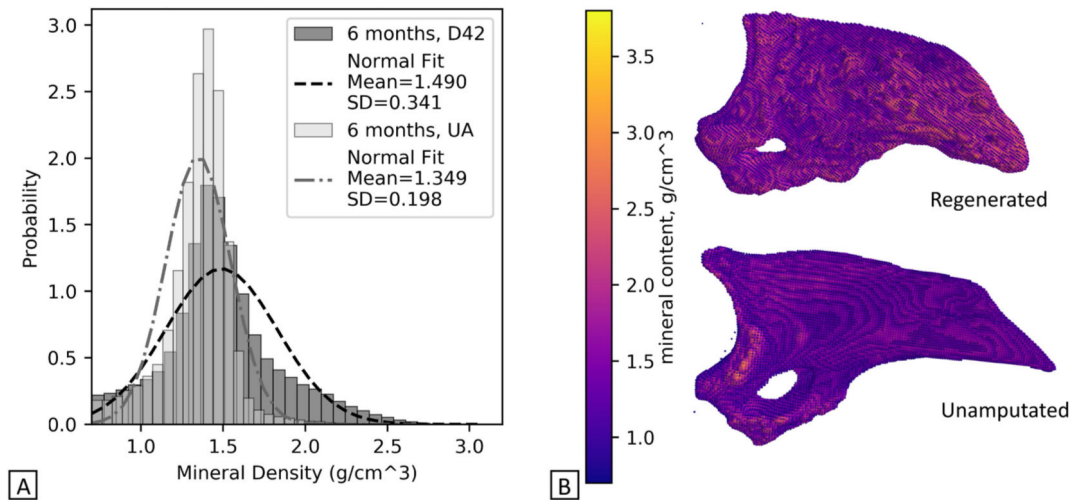 3.0
2.5
2.0
1.5
1.0
0.5
0.0
Probability
1.0
1.5
2.0
2.5
3.0
Mineral Density (g/cm^3)
6 months, D42
Normal Fit
Mean=1.490
SD=0.341
6 months, UA
Normal Fit
Mean=1.349
SD=0.198
A
3.5
3.0
2.5
2.0
1.5
1.0
mineral content, g/cm^3
Regenerated
Unamputated
B